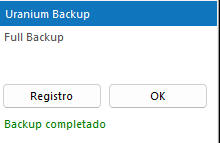 Uranium Backup
Full Backup
Registro OK
Backup completado